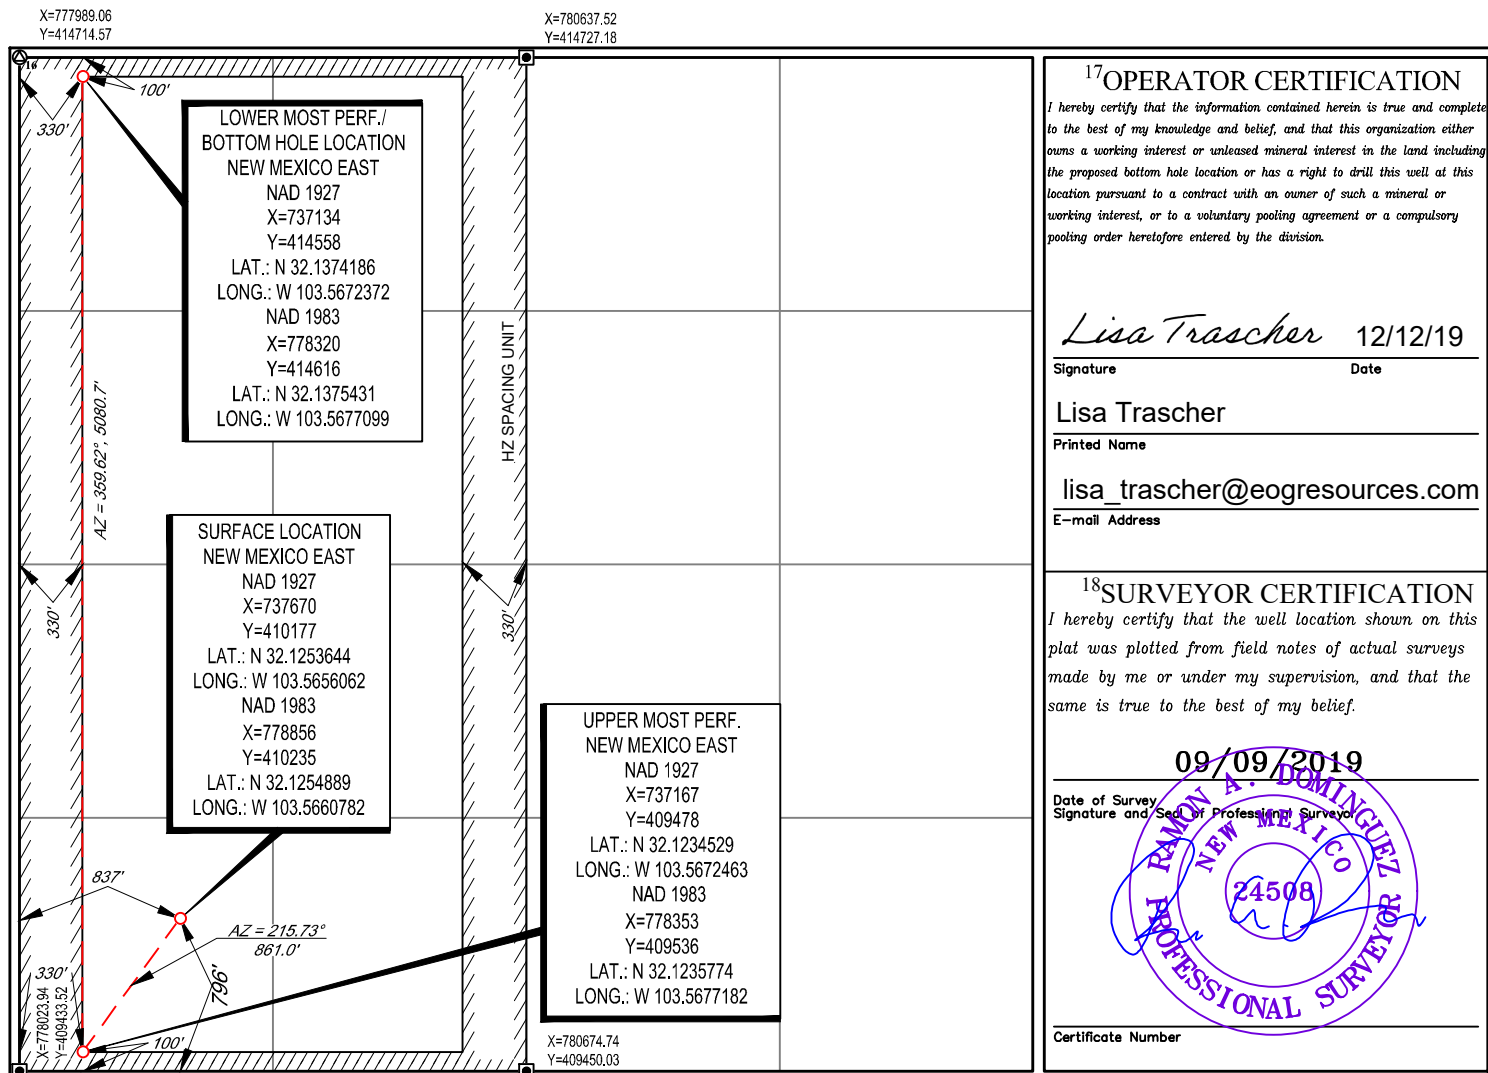 X=777989.06
Y=414714.57
X=780637.52
Y=414727.18
16
100'
330'
LOWER MOST PERF./
BOTTOM HOLE LOCATION
NEW MEXICO EAST
NAD 1927
X=737134
Y=414558
LAT.: N 32.1374186
LONG.: W 103.5672372
NAD 1983
X=778320
Y=414616
LAT.: N 32.1375431
LONG.: W 103.5677099
AZ = 359.62°, 5080.7'
HZ SPACING UNIT
330'
330'
SURFACE LOCATION
NEW MEXICO EAST
NAD 1927
X=737670
Y=410177
LAT.: N 32.1253644
LONG.: W 103.5656062
NAD 1983
X=778856
Y=410235
LAT.: N 32.1254889
LONG.: W 103.5660782
UPPER MOST PERF.
NEW MEXICO EAST
NAD 1927
X=737167
Y=409478
LAT.: N 32.1234529
LONG.: W 103.5672463
NAD 1983
X=778353
Y=409536
LAT.: N 32.1235774
LONG.: W 103.5677182
837'
AZ = 215.73°
861.0'
796'
330'
X=778023.94
Y=409433.52
100'
X=780674.74
Y=409450.03
17 OPERATOR CERTIFICATION
I hereby certify that the information contained herein is true and complete
to the best of my knowledge and belief, and that this organization either
owns a working interest or unleased mineral interest in the land including
the proposed bottom hole location or has a right to drill this well at this
location pursuant to a contract with an owner of such a mineral or
working interest, or to a voluntary pooling agreement or a compulsory
pooling order heretofore entered by the division.
Lisa Trascher 12/12/19
Signature Date
Lisa Trascher
Printed Name
lisa_trascher@eogresources.com
E-mail Address
18 SURVEYOR CERTIFICATION
I hereby certify that the well location shown on this
plat was plotted from field notes of actual surveys
made by me or under my supervision, and that the
same is true to the best of my belief.
09/09/2019
Date of Survey
Signature and Seal of Professional Surveyor
RAMON A. DOMINGUEZ
NEW MEXICO
24508
PROFESSIONAL SURVEYOR
Certificate Number